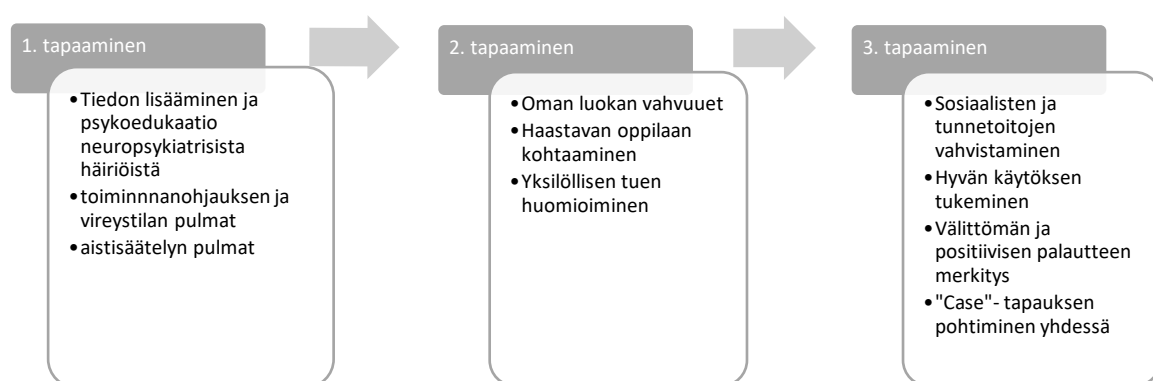 1. tapaaminen
•Tiedon lisääminen ja
psykoedukaatio
neuropsykiatrisista
häiriöistä
•toiminnnanohjauksen ja
vireystilan pulmat
•aistisäätelyn pulmat
2. tapaaminen
•Oman luokan vahvuuet
•Haastavan oppilaan
kohtaaminen
•Yksilöllisen tuen
huomioiminen
3. tapaaminen
•Sosiaalisten ja
tunnetoitojen
vahvistaminen
•Hyvän käytöksen
tukeminen
•Välittömän ja
positiivisen palautteen
merkitys
•"Case"- tapauksen
pohtiminen yhdessä